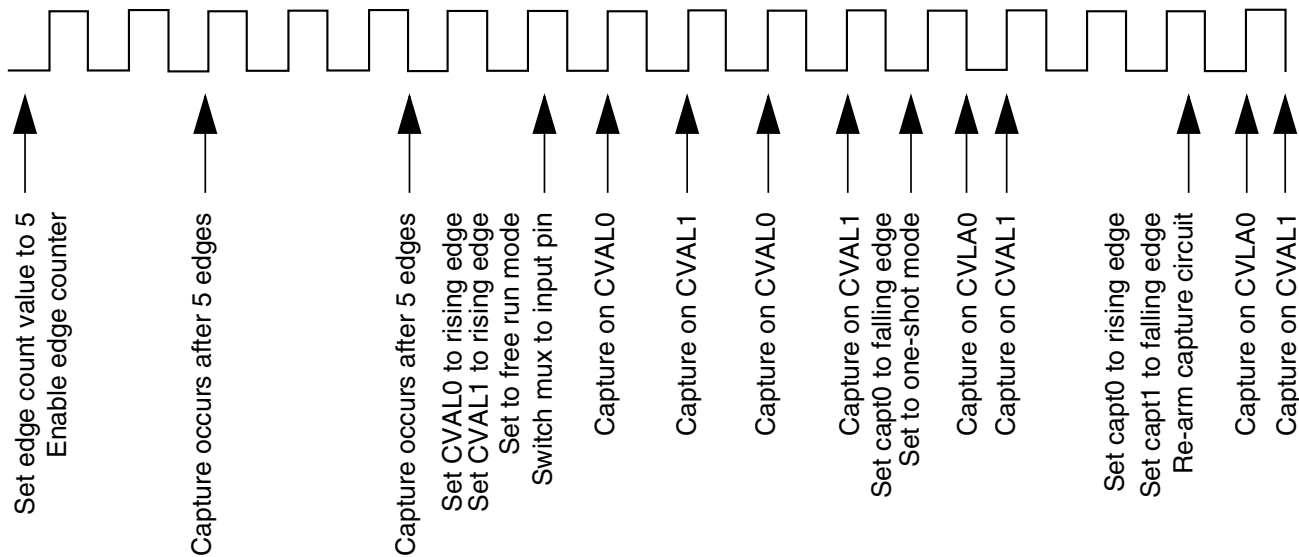 Set edge count value to 5
Enable edge counter
Capture occurs after 5 edges
Capture occurs after 5 edges
Set CVAL0 to rising edge
Set CVAL1 to rising edge
Set to free run mode
Switch mux to input pin
Capture on CVAL0
Capture on CVAL1
Capture on CVAL0
Capture on CVAL1
Set capt0 to falling edge
Set to one-shot mode
Capture on CVLA0
Capture on CVAL1
Set capt0 to rising edge
Set capt1 to falling edge
Re-arm capture circuit
Capture on CVLA0
Capture on CVAL1